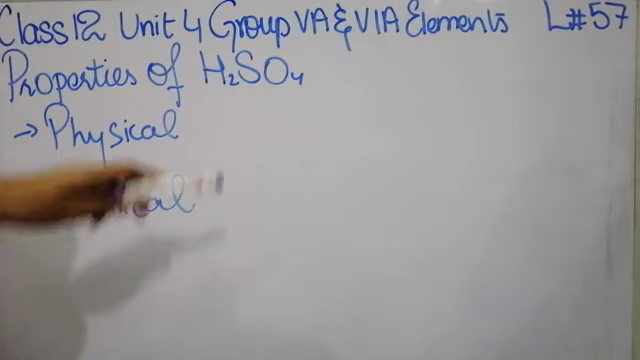 Class 12 Unit 4 Group VA & VIA Elements L#57
Properties of H₂SO₄
→ Physical